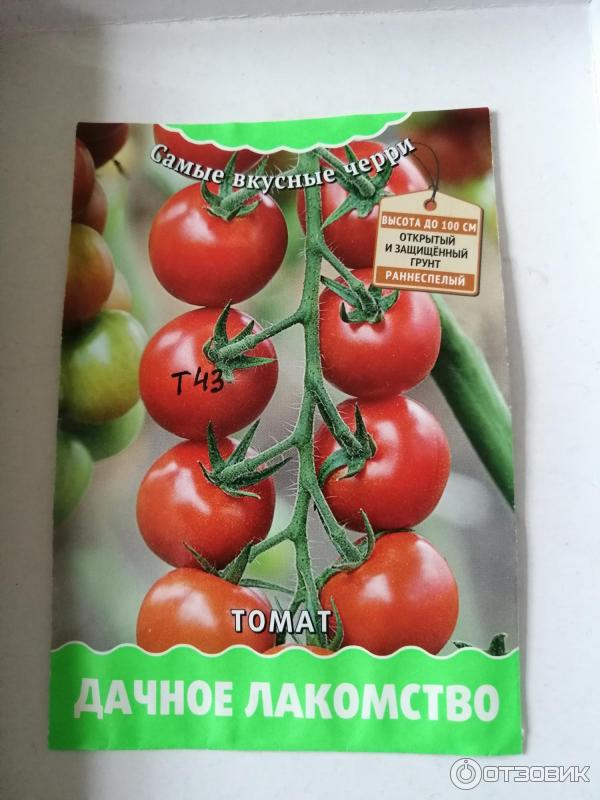 Самые вкусные черри
ВЫСОТА ДО 100 СМ
ОТКРЫТЫЙ
И ЗАЩИЩЁННЫЙ
ГРУНТ
РАННЕСПЕЛЫЙ
Т43
ТОМАТ
ДАЧНОЕ ЛАКОМСТВО
ОТЗОВИК